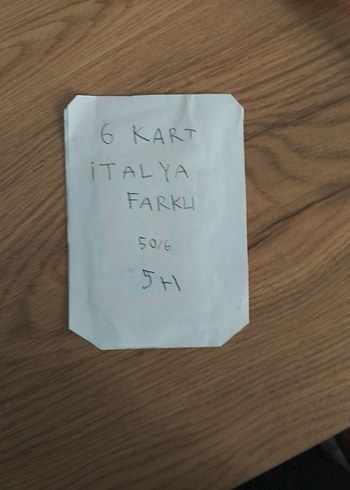 6 KART
İTALYA
FARKLI
50/6
5H